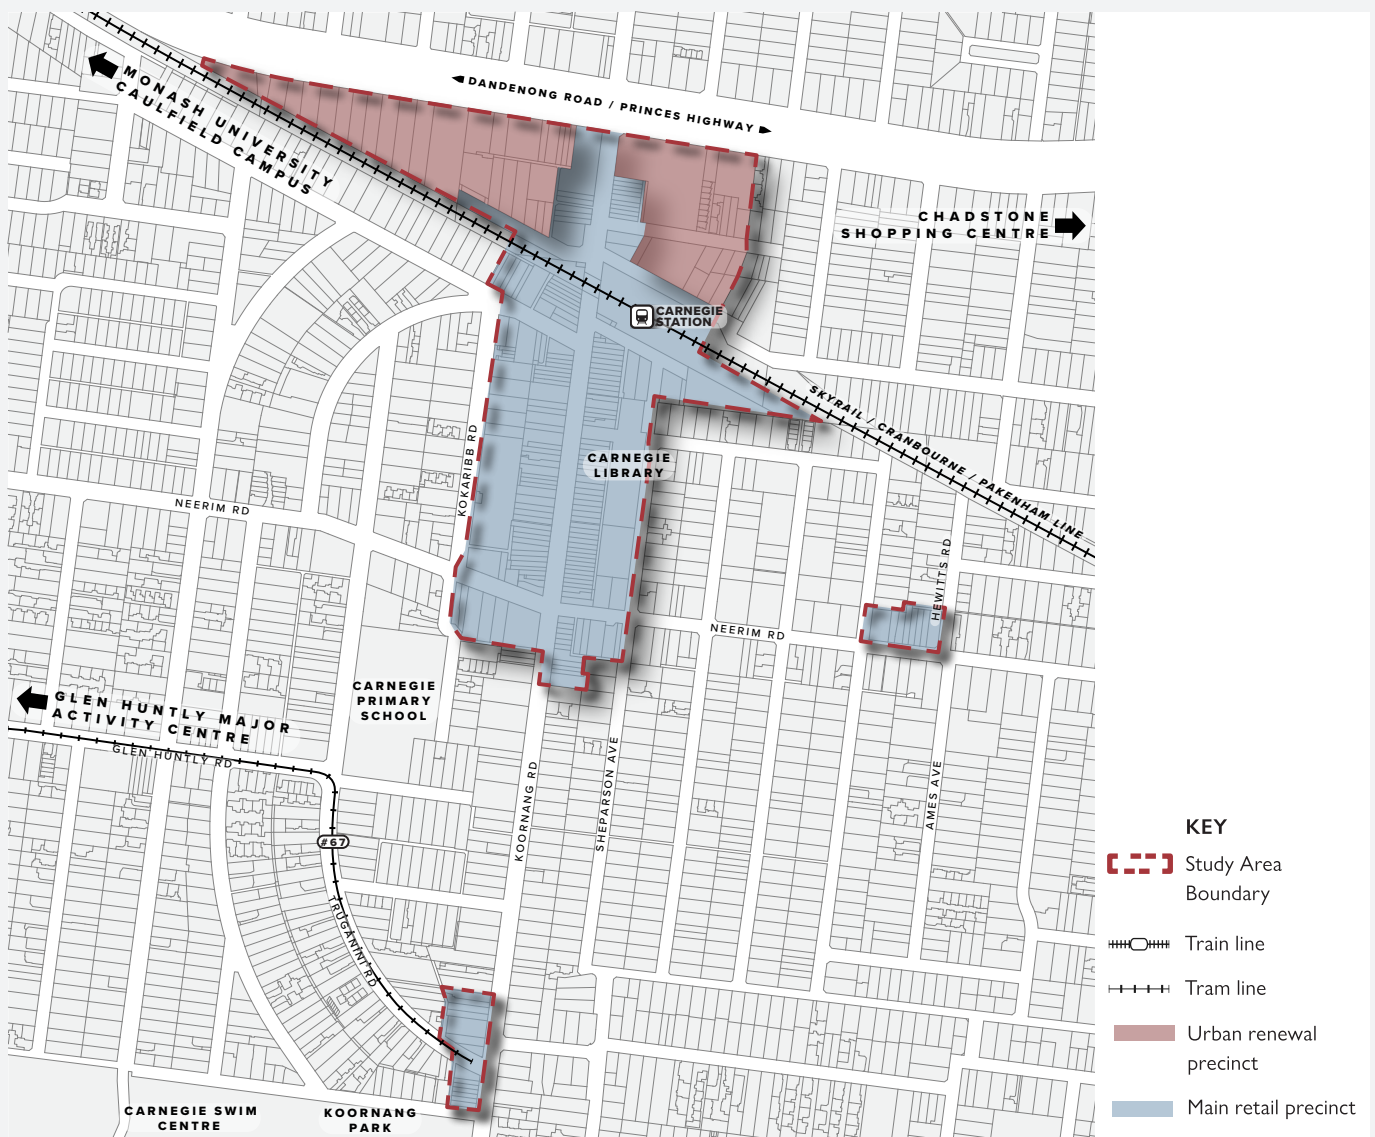 DANDENONG ROAD / PRINCES HIGHWAY
MONASH UNIVERSITY
CAULFIELD CAMPUS
CHADSTONE
SHOPPING CENTRE
CARNEGIE
STATION
SKYRAIL / CRANBOURNE / PAKENHAM LINE
KOKARIBB RD
CARNEGIE
LIBRARY
NEERIM RD
HEWITTS RD
NEERIM RD
CARNEGIE
PRIMARY
SCHOOL
GLEN HUNTLY MAJOR
ACTIVITY CENTRE
GLEN HUNTLY RD
KOORNANG RD
SHEPARSON AVE
AMES AVE
#67
TRUGANINI RD
CARNEGIE SWIM
CENTRE
KOORNANG
PARK
KEY
Study Area
Boundary
Train line
Tram line
Urban renewal
precinct
Main retail precinct